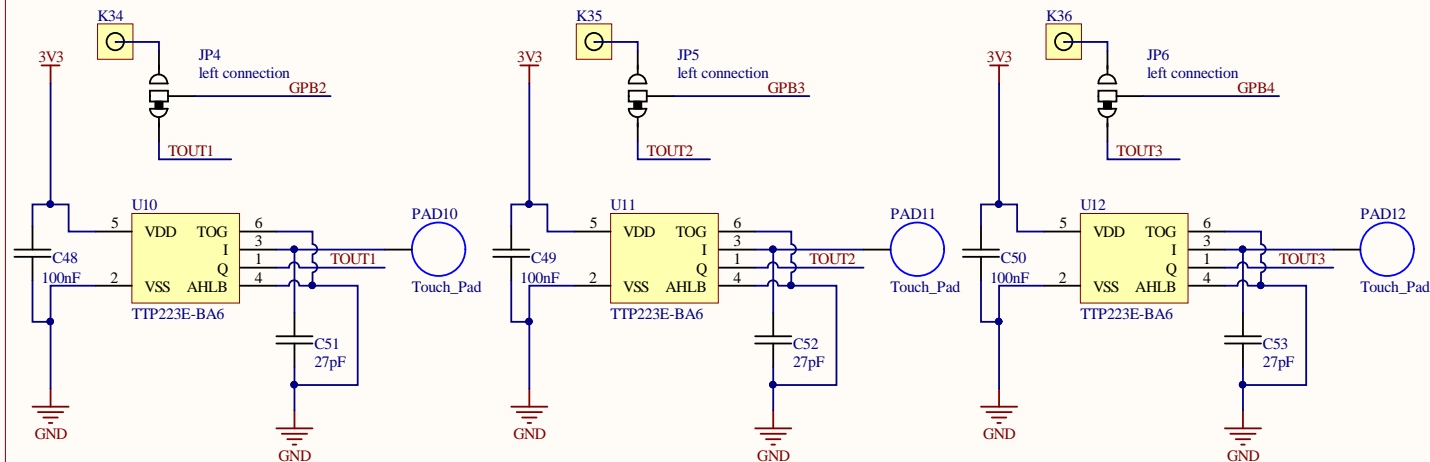 K34
JP4
left connection
3V3
GPB2
TOUT1
U10
5
VDD
TOG
6
I
3
Q
1
TOUT1
2
VSS
AHLB
4
TTP223E-BA6
C48
100nF
PAD10
Touch_Pad
C51
27pF
GND
GND
K35
JP5
left connection
3V3
GPB3
TOUT2
U11
5
VDD
TOG
6
I
3
Q
1
TOUT2
2
VSS
AHLB
4
TTP223E-BA6
C49
100nF
PAD11
Touch_Pad
C52
27pF
GND
GND
K36
JP6
left connection
3V3
GPB4
TOUT3
U12
5
VDD
TOG
6
I
3
Q
1
TOUT3
2
VSS
AHLB
4
TTP223E-BA6
C50
100nF
PAD12
Touch_Pad
C53
27pF
GND
GND